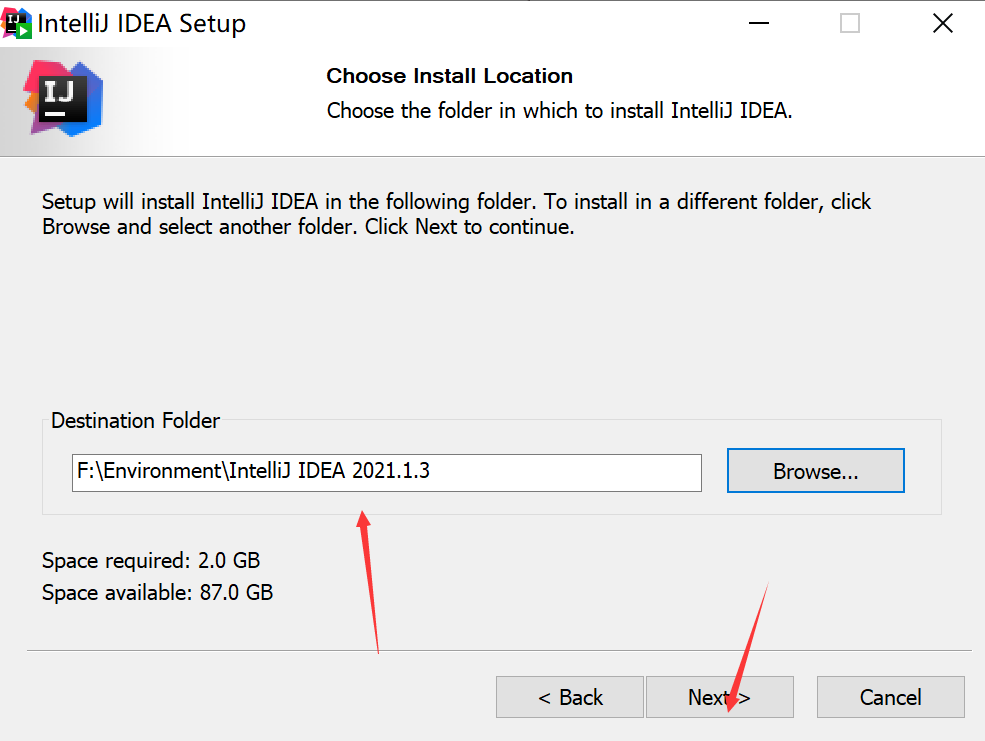 IntelliJ IDEA Setup
IJ
Choose Install Location
Choose the folder in which to install IntelliJ IDEA.
Setup will install IntelliJ IDEA in the following folder. To install in a different folder, click
Browse and select another folder. Click Next to continue.
Destination Folder
F:\Environment\IntelliJ IDEA 2021.1.3
Browse...
Space required: 2.0 GB
Space available: 87.0 GB
< Back
Next >
Cancel